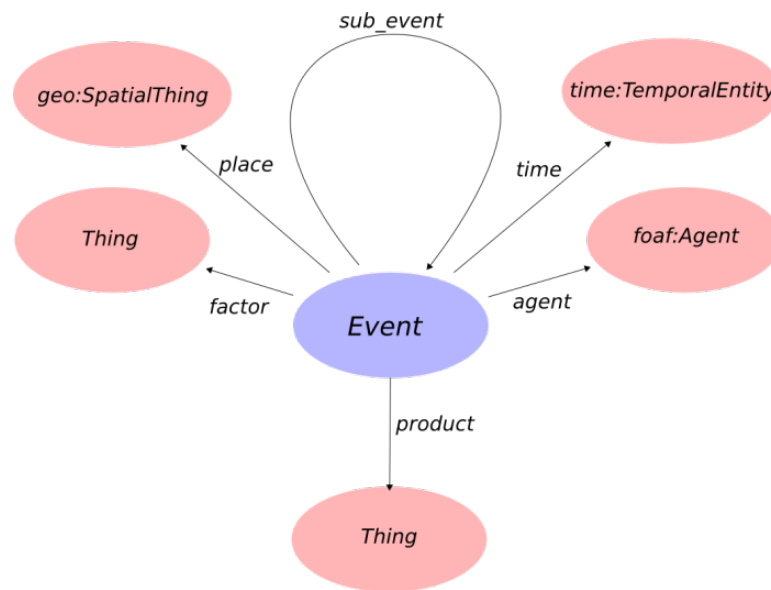 sub_event
geo:SpatialThing
time:TemporalEntity
place
time
Thing
foaf:Agent
factor
agent
Event
product
Thing